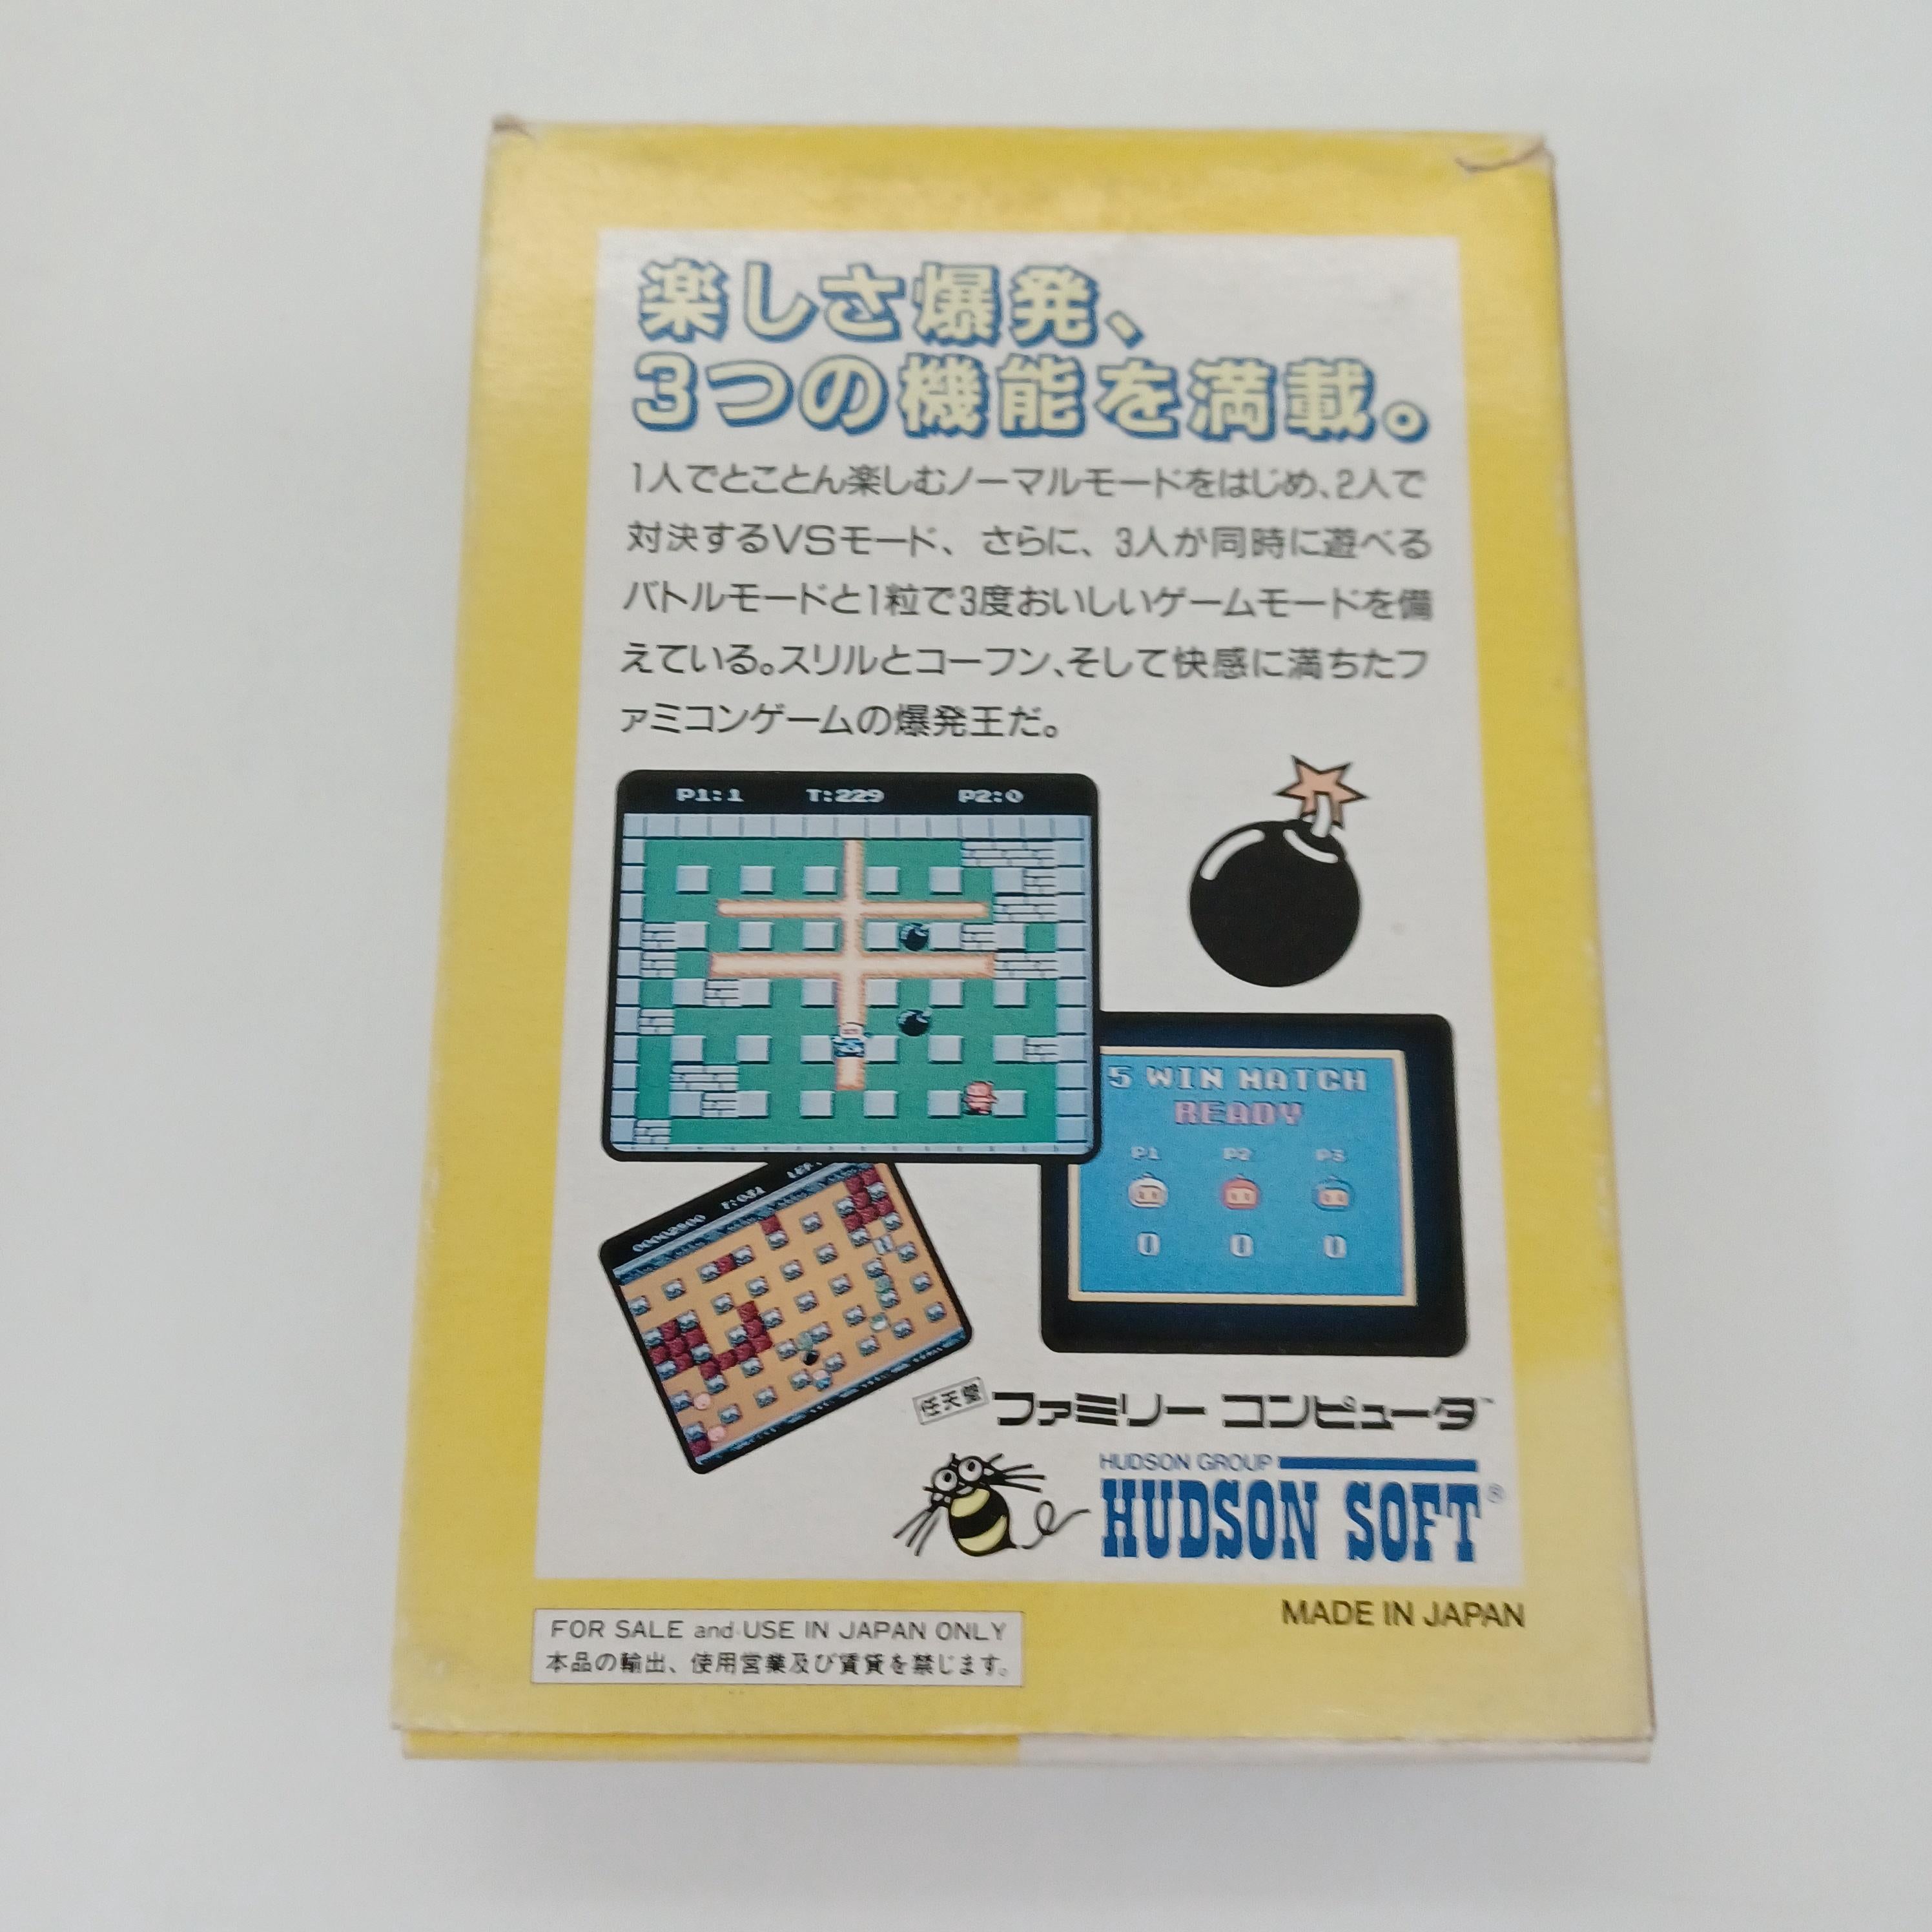 楽しさ爆発、
3つの機能を満載。
1人でとことん楽しむノーマルモードをはじめ、2人で
対決するVSモード、さらに、3人が同時に遊べる
バトルモードと1粒で3度おいしいゲームモードを備
えている。スリルとコーフン、そして快感に満ちたフ
ァミコンゲームの爆発王だ。
P1:1 T:229 P2:0
5 WIN MATCH
READY
P1 P2 P3
0 0 0
00002900 T:031
任天堂 ファミリー コンピュータ™
HUDSON GROUP
HUDSON SOFT®
MADE IN JAPAN
FOR SALE and USE IN JAPAN ONLY
本品の輸出、使用営業及び賃貸を禁じます。